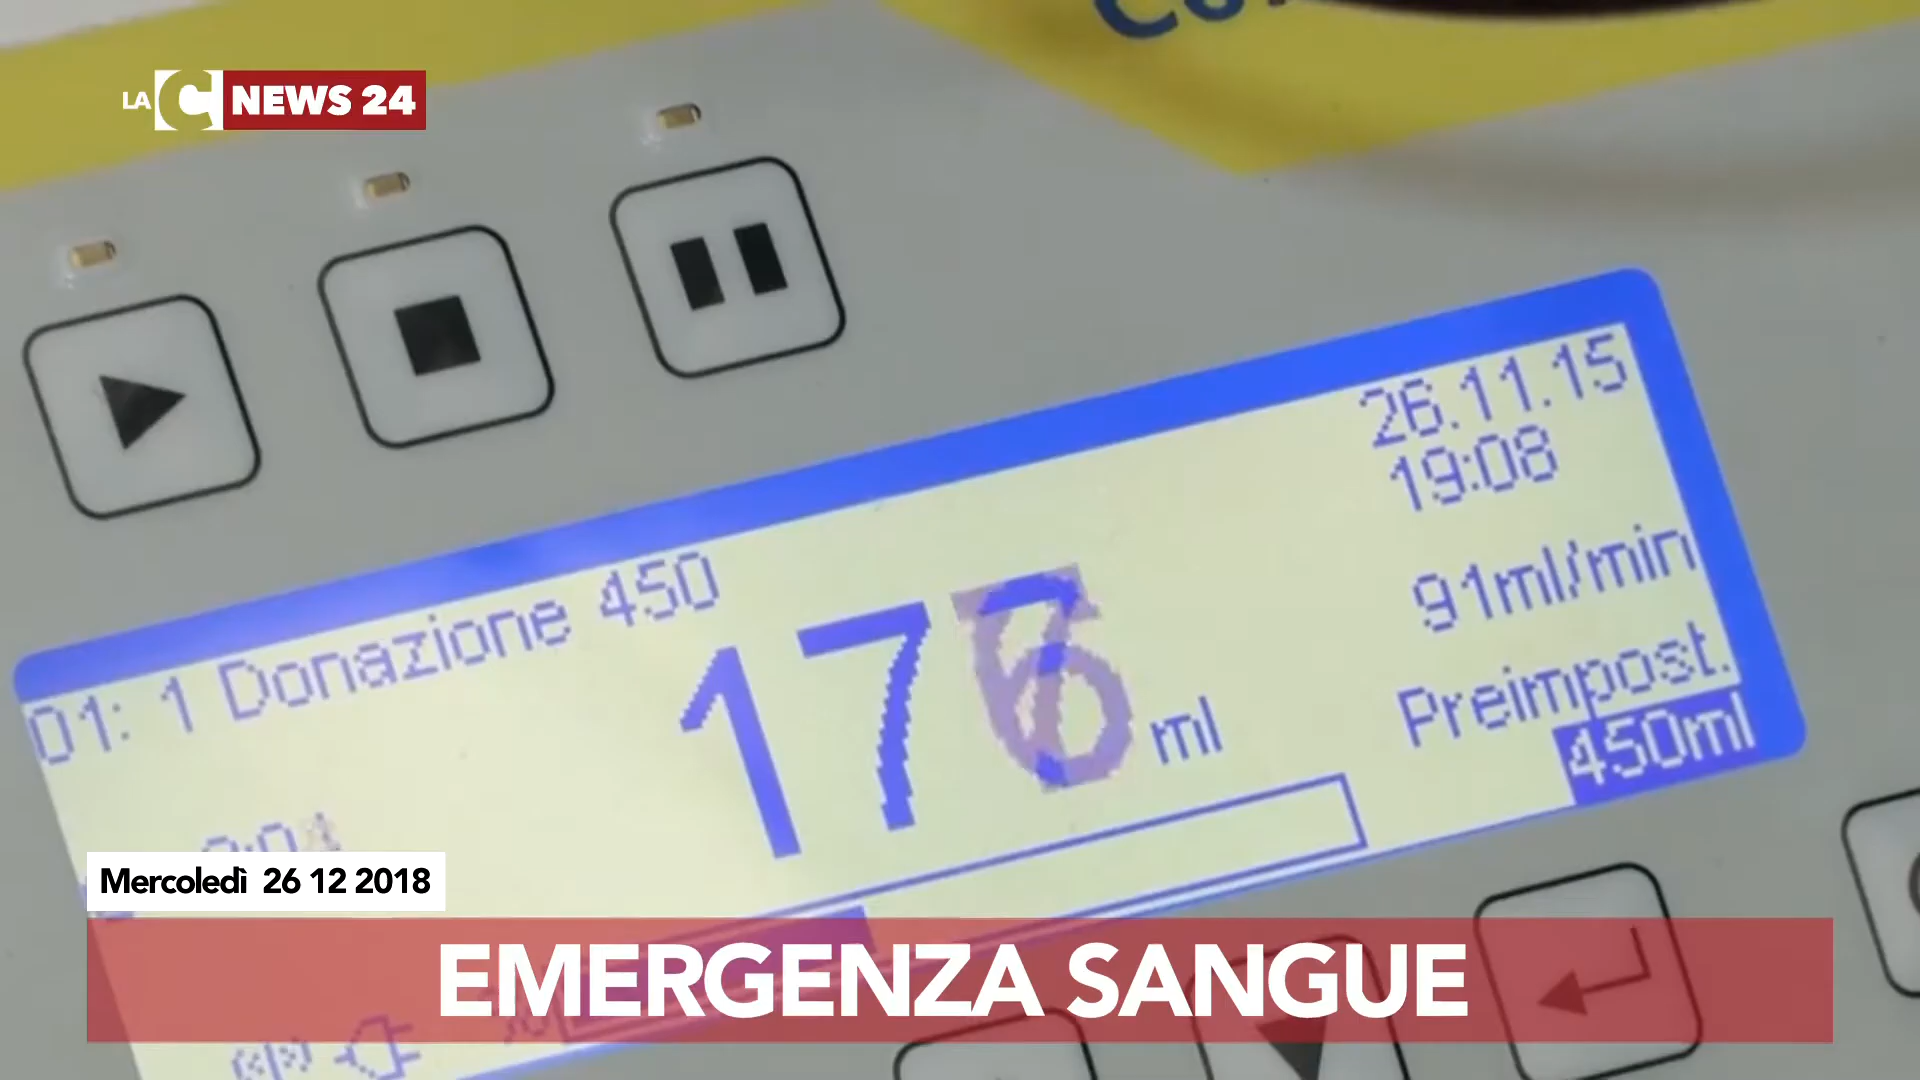 LA C NEWS 24
26.11.15
19:08
01: 1 Donazione 450
91ml/min
ml
Preimpost.
450ml
Mercoledì 26 12 2018
EMERGENZA SANGUE